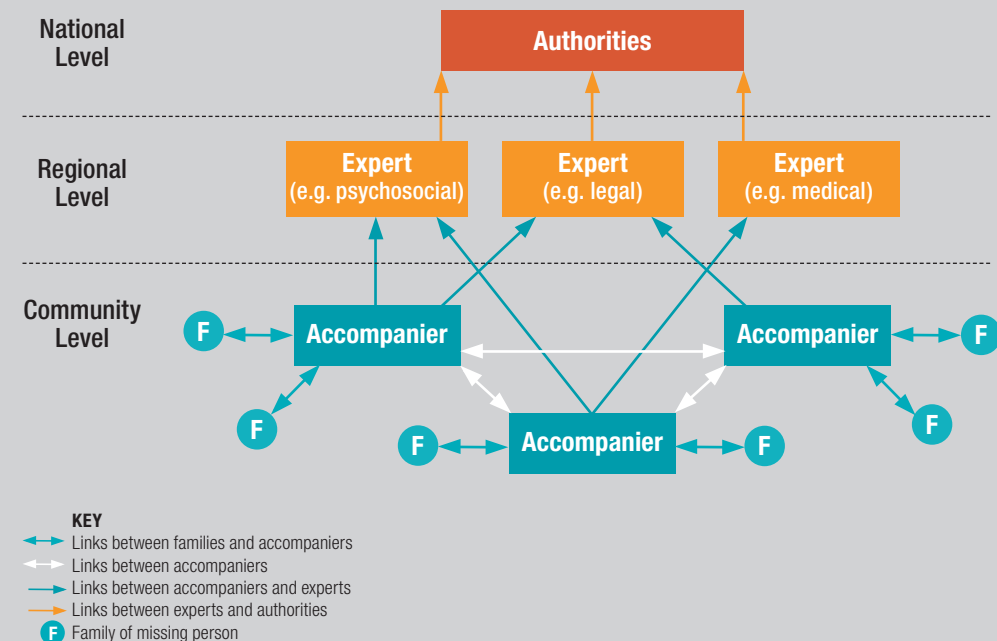 National
Level
Authorities
Regional
Level
Expert
(e.g. psychosocial)
Expert
(e.g. legal)
Expert
(e.g. medical)
Community
Level
F
Accompanier
Accompanier
F
F
F
F
Accompanier
F
KEY
Links between families and accompaniers
Links between accompaniers
Links between accompaniers and experts
Links between experts and authorities
F Family of missing person